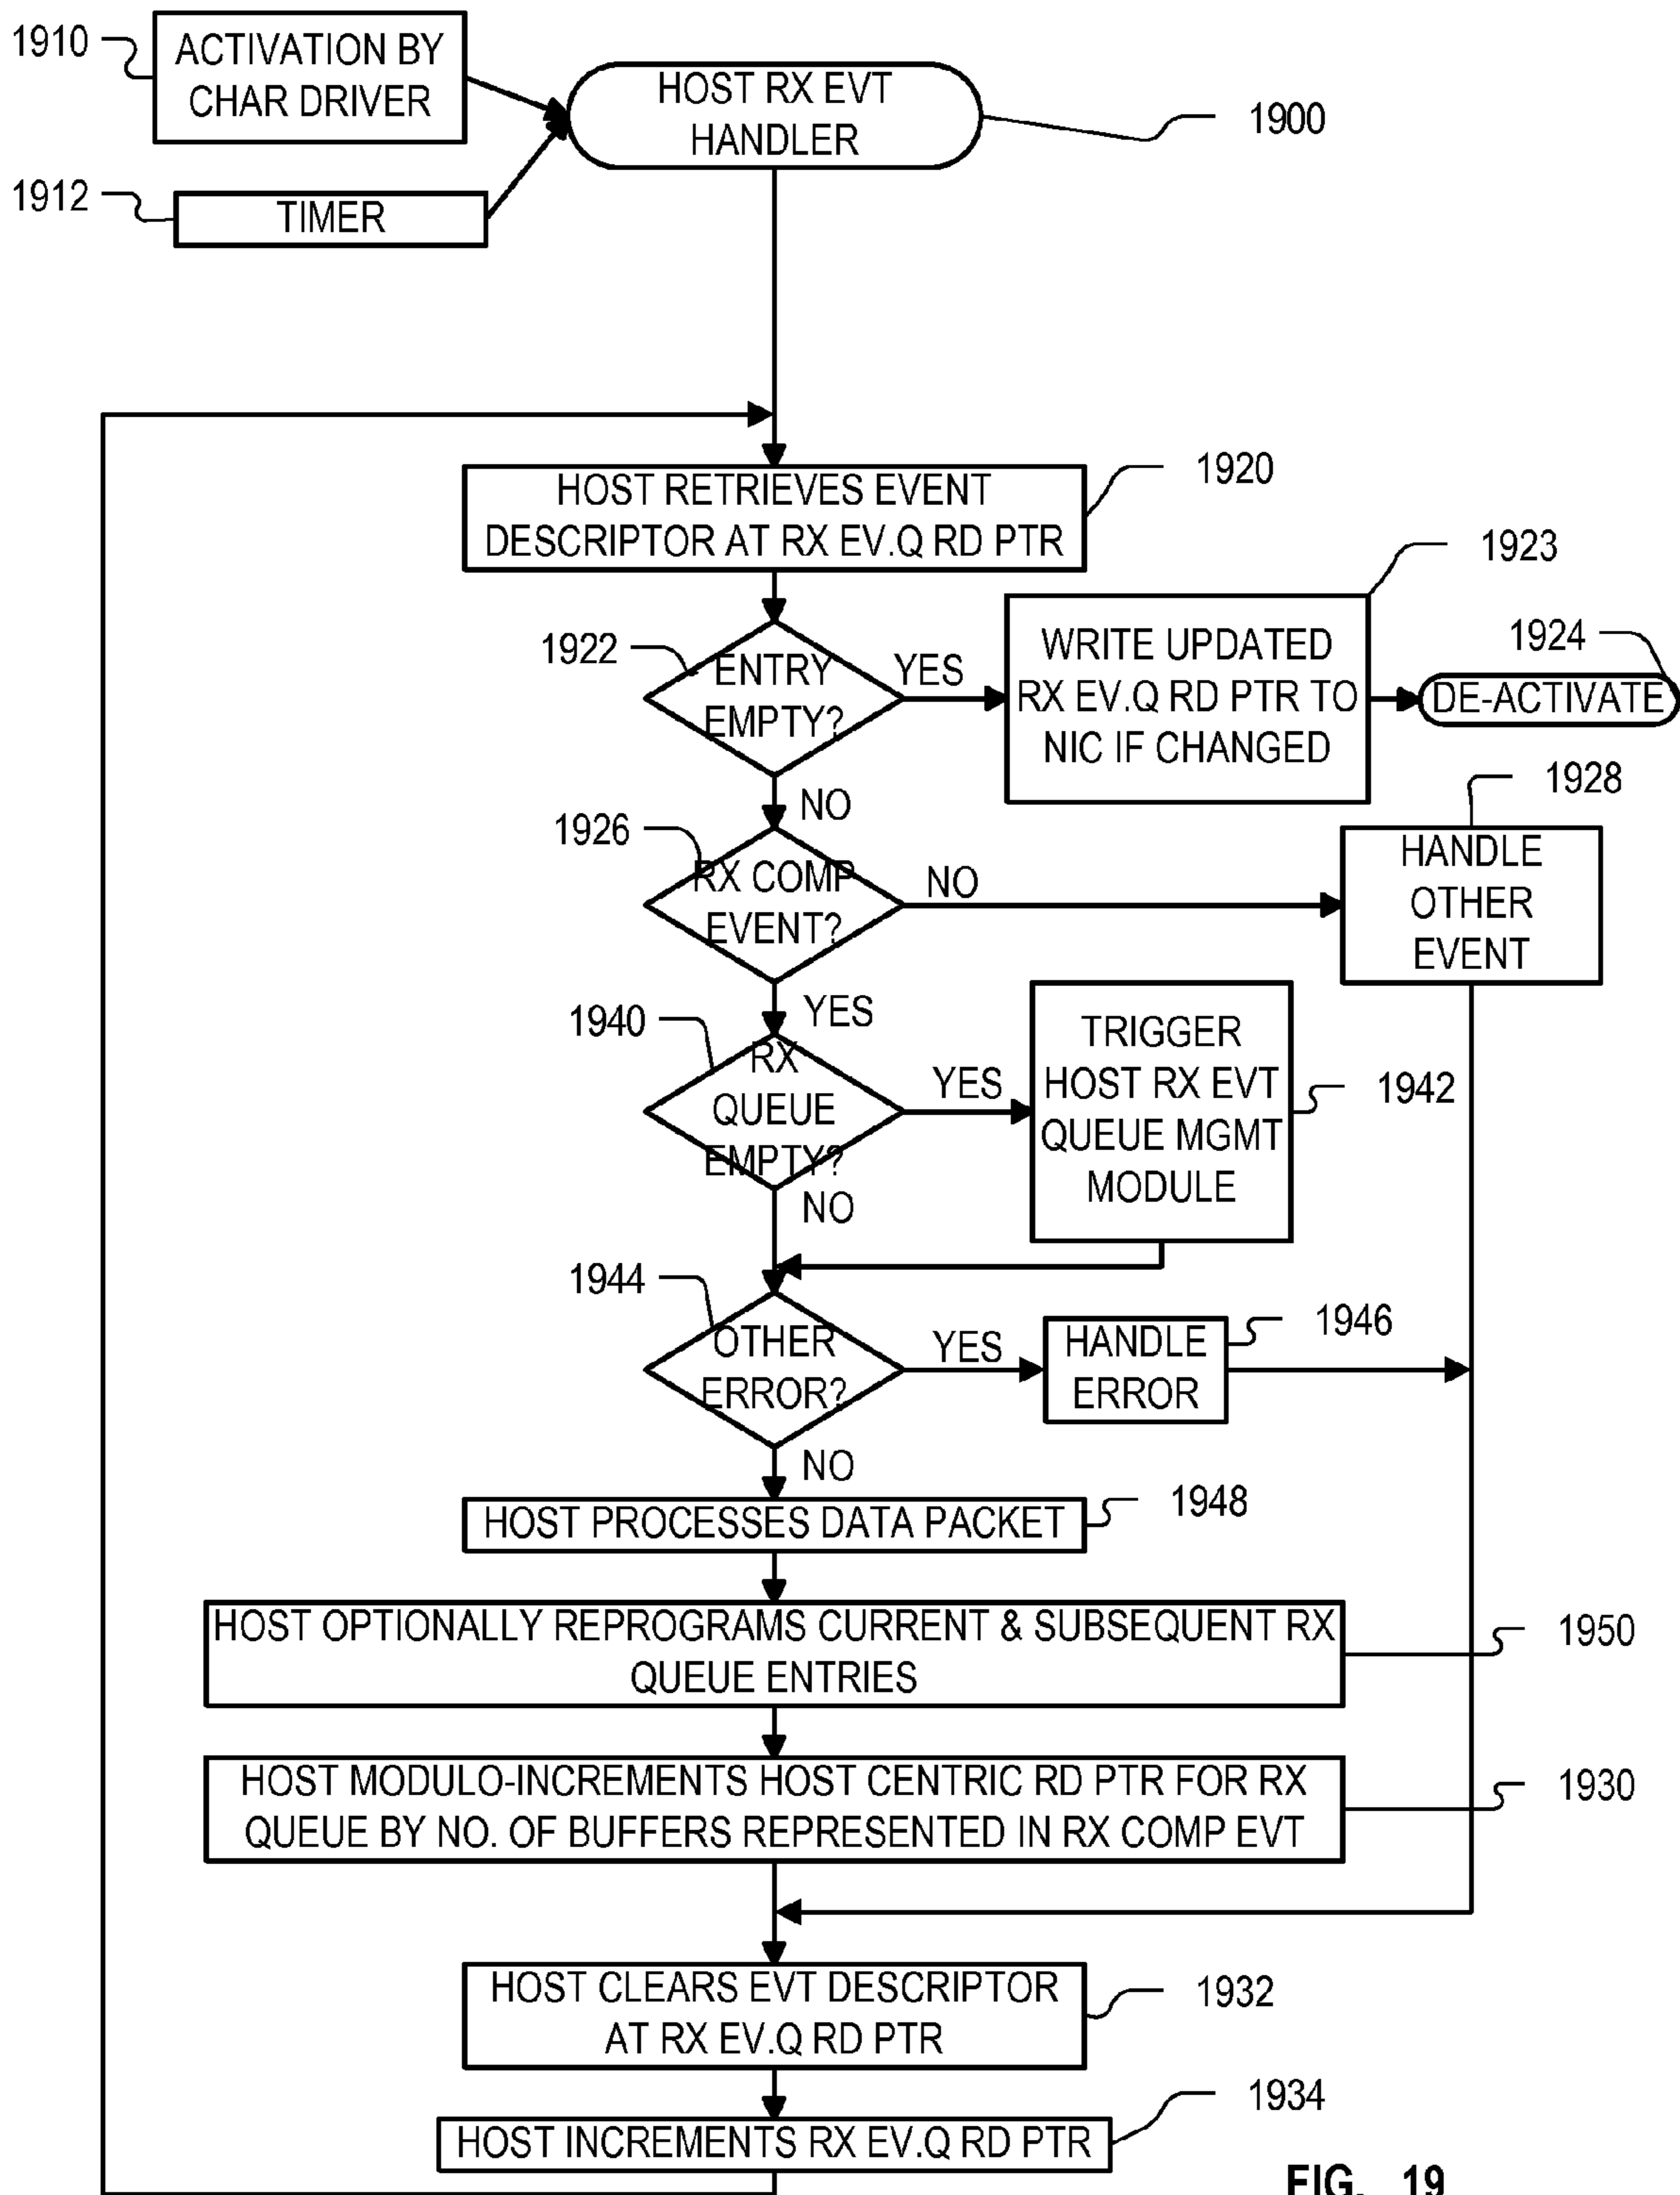 1910
ACTIVATION BY
CHAR DRIVER
HOST RX EVT
HANDLER
1900
1912
TIMER
HOST RETRIEVES EVENT
DESCRIPTOR AT RX EV.Q RD PTR
1920
1922
ENTRY
EMPTY?
YES
WRITE UPDATED
RX EV.Q RD PTR TO
NIC IF CHANGED
1923
1924
DE-ACTIVATE
NO
1926
RX COMP
EVENT?
NO
1928
HANDLE
OTHER
EVENT
YES
1940
RX
QUEUE
EMPTY?
YES
TRIGGER
HOST RX EVT
QUEUE MGMT
MODULE
1942
NO
1944
OTHER
ERROR?
YES
HANDLE
ERROR
1946
NO
HOST PROCESSES DATA PACKET
1948
HOST OPTIONALLY REPROGRAMS CURRENT & SUBSEQUENT RX
QUEUE ENTRIES
1950
HOST MODULO-INCREMENTS HOST CENTRIC RD PTR FOR RX
QUEUE BY NO. OF BUFFERS REPRESENTED IN RX COMP EVT
1930
HOST CLEARS EVT DESCRIPTOR
AT RX EV.Q RD PTR
1932
HOST INCREMENTS RX EV.Q RD PTR
1934
FIG. 19